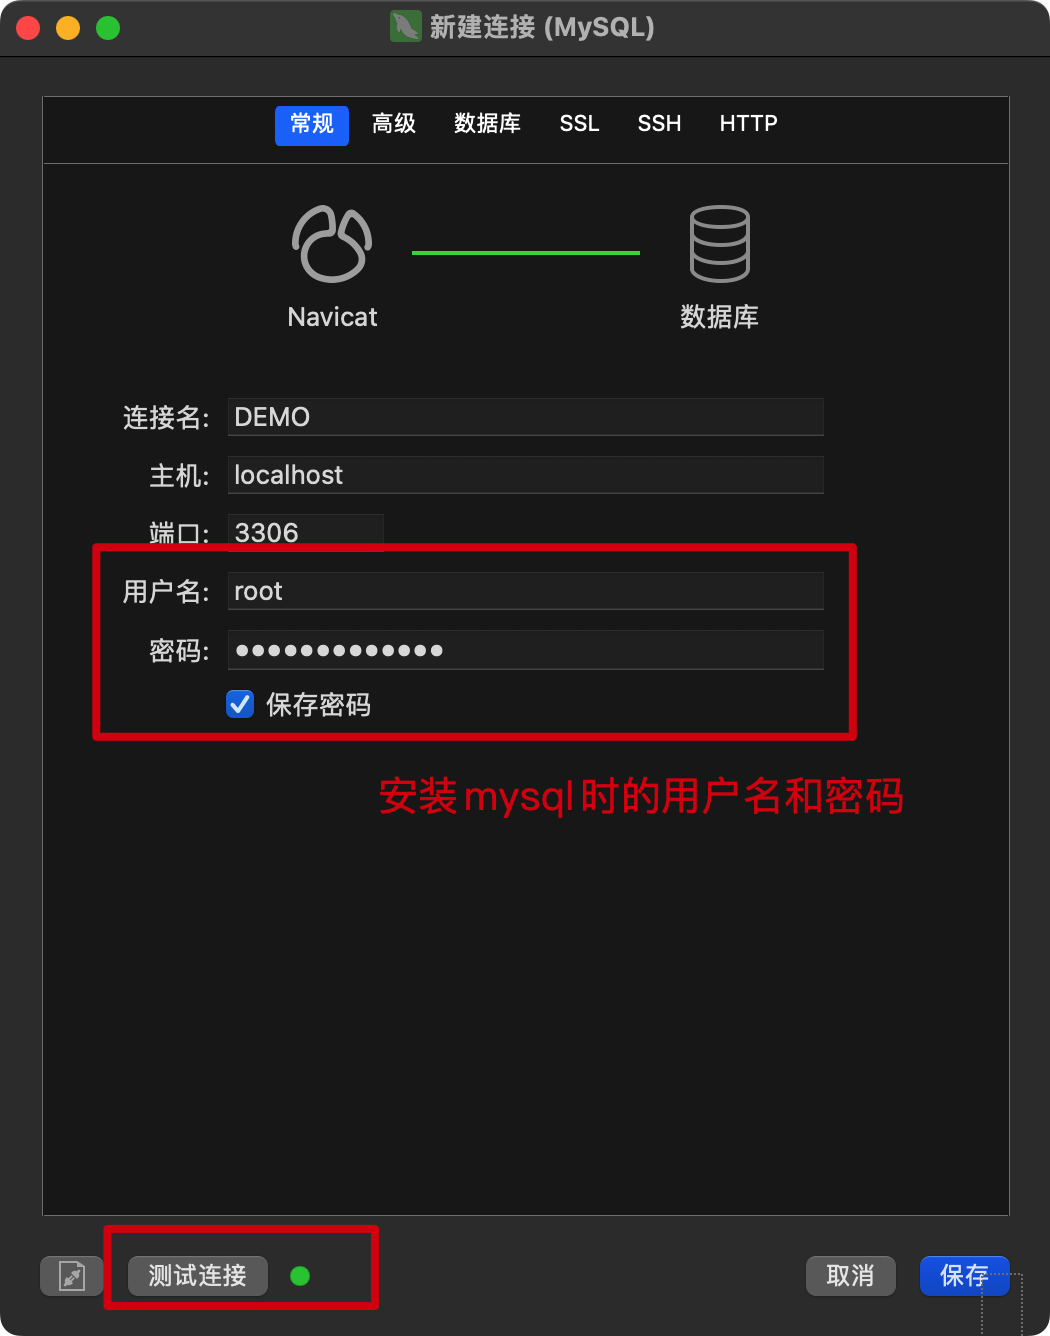 新建连接 (MySQL)
常规 高级 数据库 SSL SSH HTTP
Navicat 数据库
连接名: DEMO
主机: localhost
端口: 3306
用户名: root
密码: ●●●●●●●●●●●●●
保存密码
安装mysql时的用户名和密码
测试连接 取消 保存